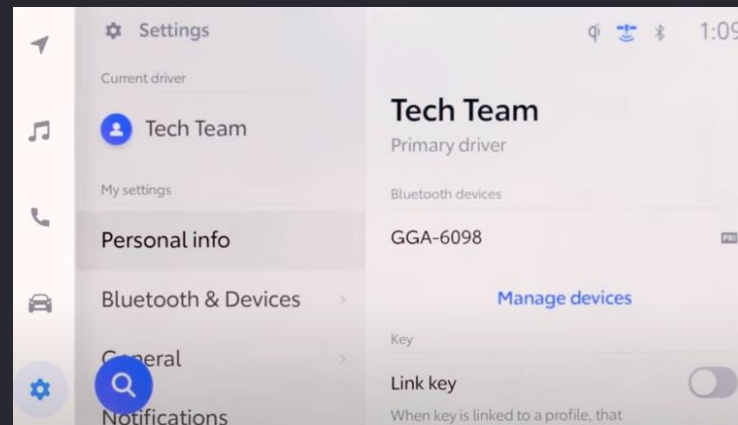 Settings
1:09
Current driver
Tech Team
My settings
Personal info
Bluetooth & Devices
General
Notifications
Tech Team
Primary driver
Bluetooth devices
GGA-6098
PRI
Manage devices
Key
Link key
When key is linked to a profile, that